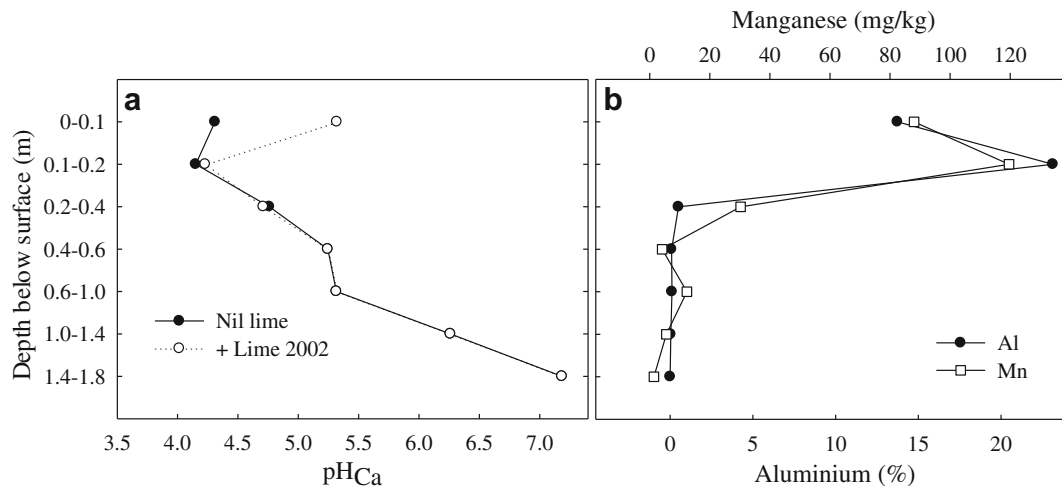 Manganese (mg/kg)
0 20 40 60 80 100 120
a
b
Depth below surface (m)
0-0.1
0.1-0.2
0.2-0.4
0.4-0.6
0.6-1.0
1.0-1.4
1.4-1.8
Nil lime
+ Lime 2002
Al
Mn
3.5 4.0 4.5 5.0 5.5 6.0 6.5 7.0
pHCa
0 5 10 15 20
Aluminium (%)